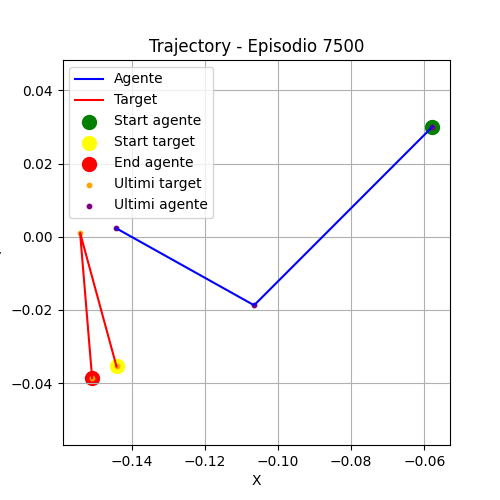 Trajectory - Episodio 7500
Agente
Target
Start agente
Start target
End agente
Ultimi target
Ultimi agente
0.04
0.02
0.00
−0.02
−0.04
−0.14
−0.12
−0.10
−0.08
−0.06
X